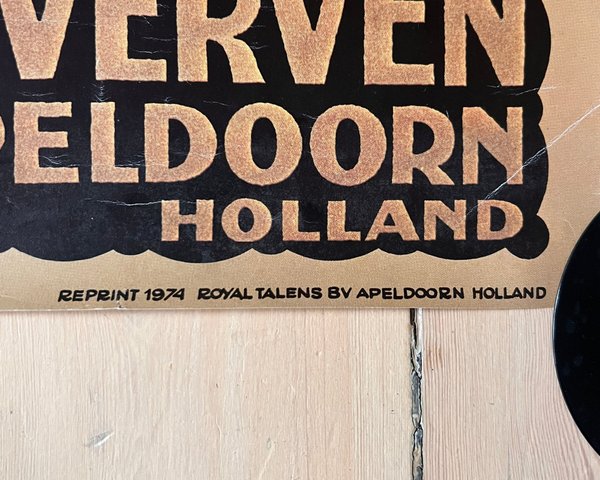 VERVEN
PELDOORN
HOLLAND
REPRINT 1974 ROYAL TALENS BV APELDOORN HOLLAND